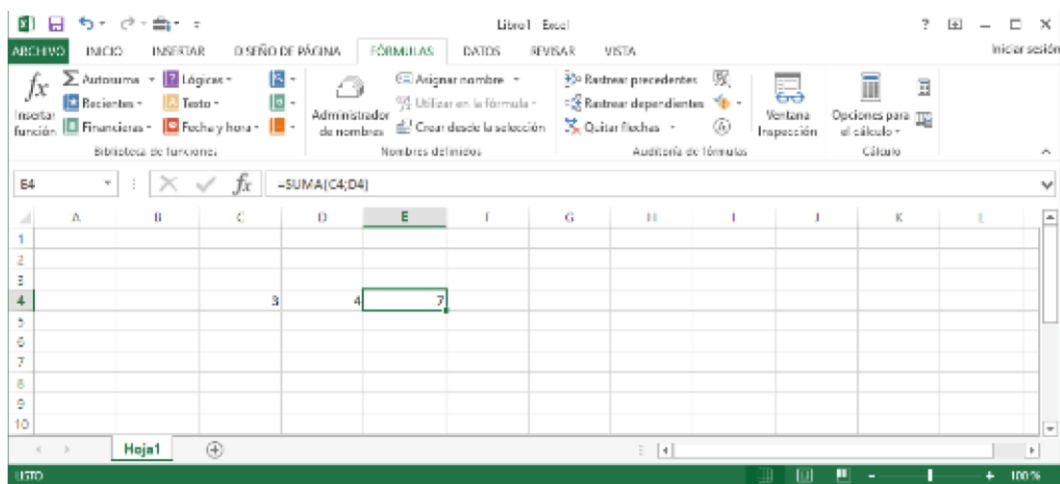 Libro1 - Excel
ARCHIVO INICIO INSERTAR DISEÑO DE PÁGINA FÓRMULAS DATOS REVISAR VISTA Iniciar sesión
Insertar función
Autosuma
Recientes
Financieras
Lógicas
Texto
Fecha y hora
Biblioteca de funciones
Administrador de nombres
Asignar nombre
Utilizar en la fórmula
Crear desde la selección
Nombres definidos
Rastrear precedentes
Rastrear dependientes
Quitar flechas
Auditoría de fórmulas
Ventana Inspección
Opciones para el cálculo
Cálculo
E4 fx =SUMA(C4;D4)
A B C D E F G H I J K L
1
2
3
4 3 4 7
5
6
7
8
9
10
Hoja1
LISTO 100 %